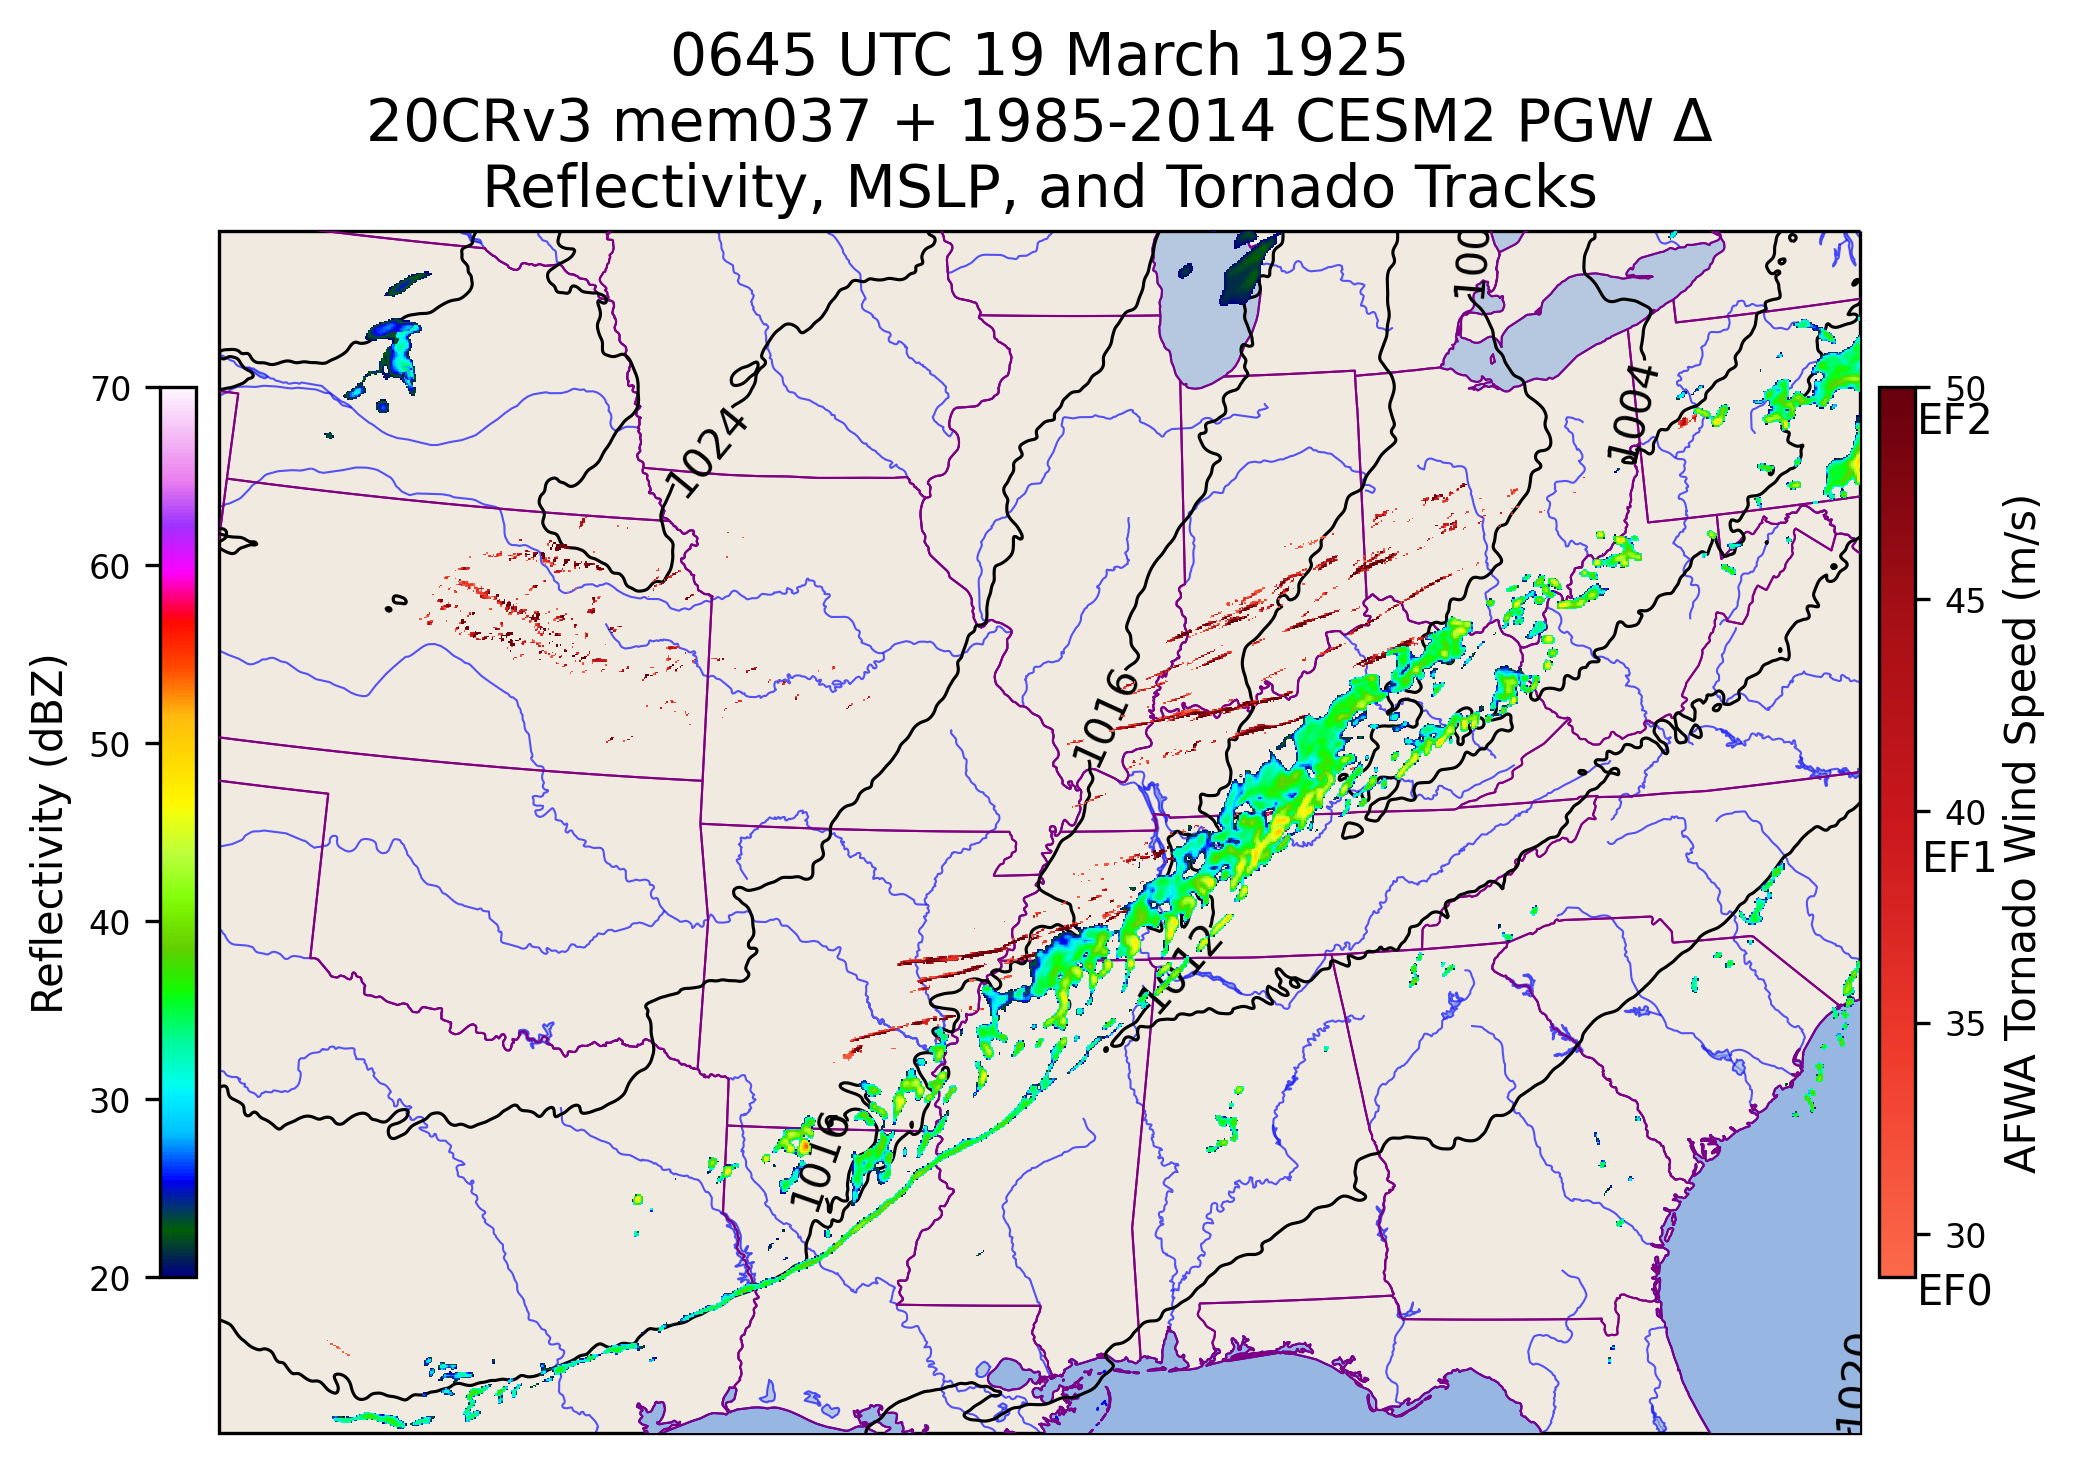 0645 UTC 19 March 1925
20CRv3 mem037 + 1985-2014 CESM2 PGW Δ
Reflectivity, MSLP, and Tornado Tracks
Reflectivity (dBZ)
70
60
50
40
30
20
100
1024
1004
1016
1012
1016
1020
50
EF2
45
40
EF1
35
30
EF0
AFWA Tornado Wind Speed (m/s)